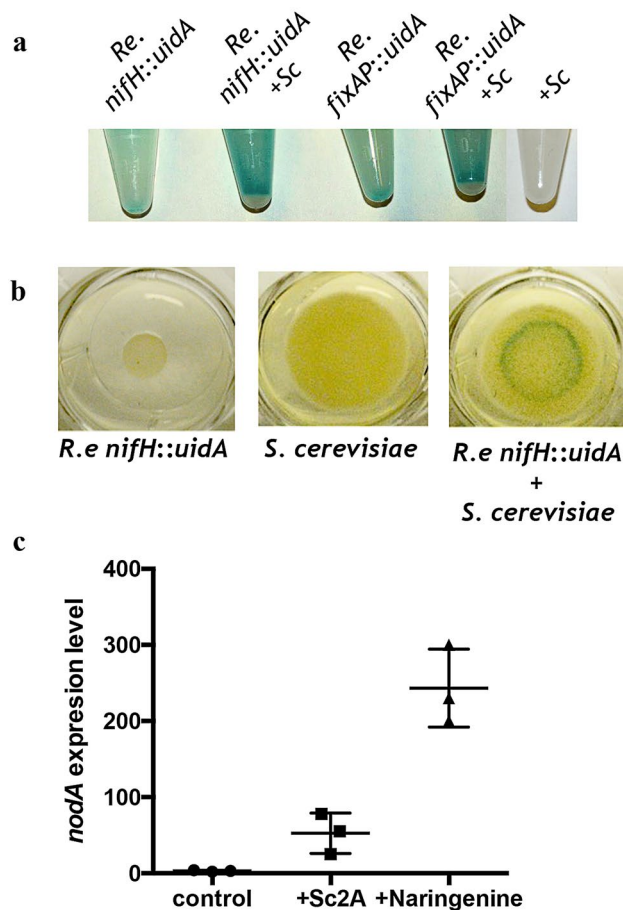 a
Re. nifH::uidA
Re. nifH::uidA +Sc
Re. fixAP::uidA
Re. fixAP::uidA +Sc
+Sc
b
R.e nifH::uidA
S. cerevisiae
R.e nifH::uidA
+
S. cerevisiae
c
nodA expresion level
400
300
200
100
0
control
+Sc2A
+Naringenine